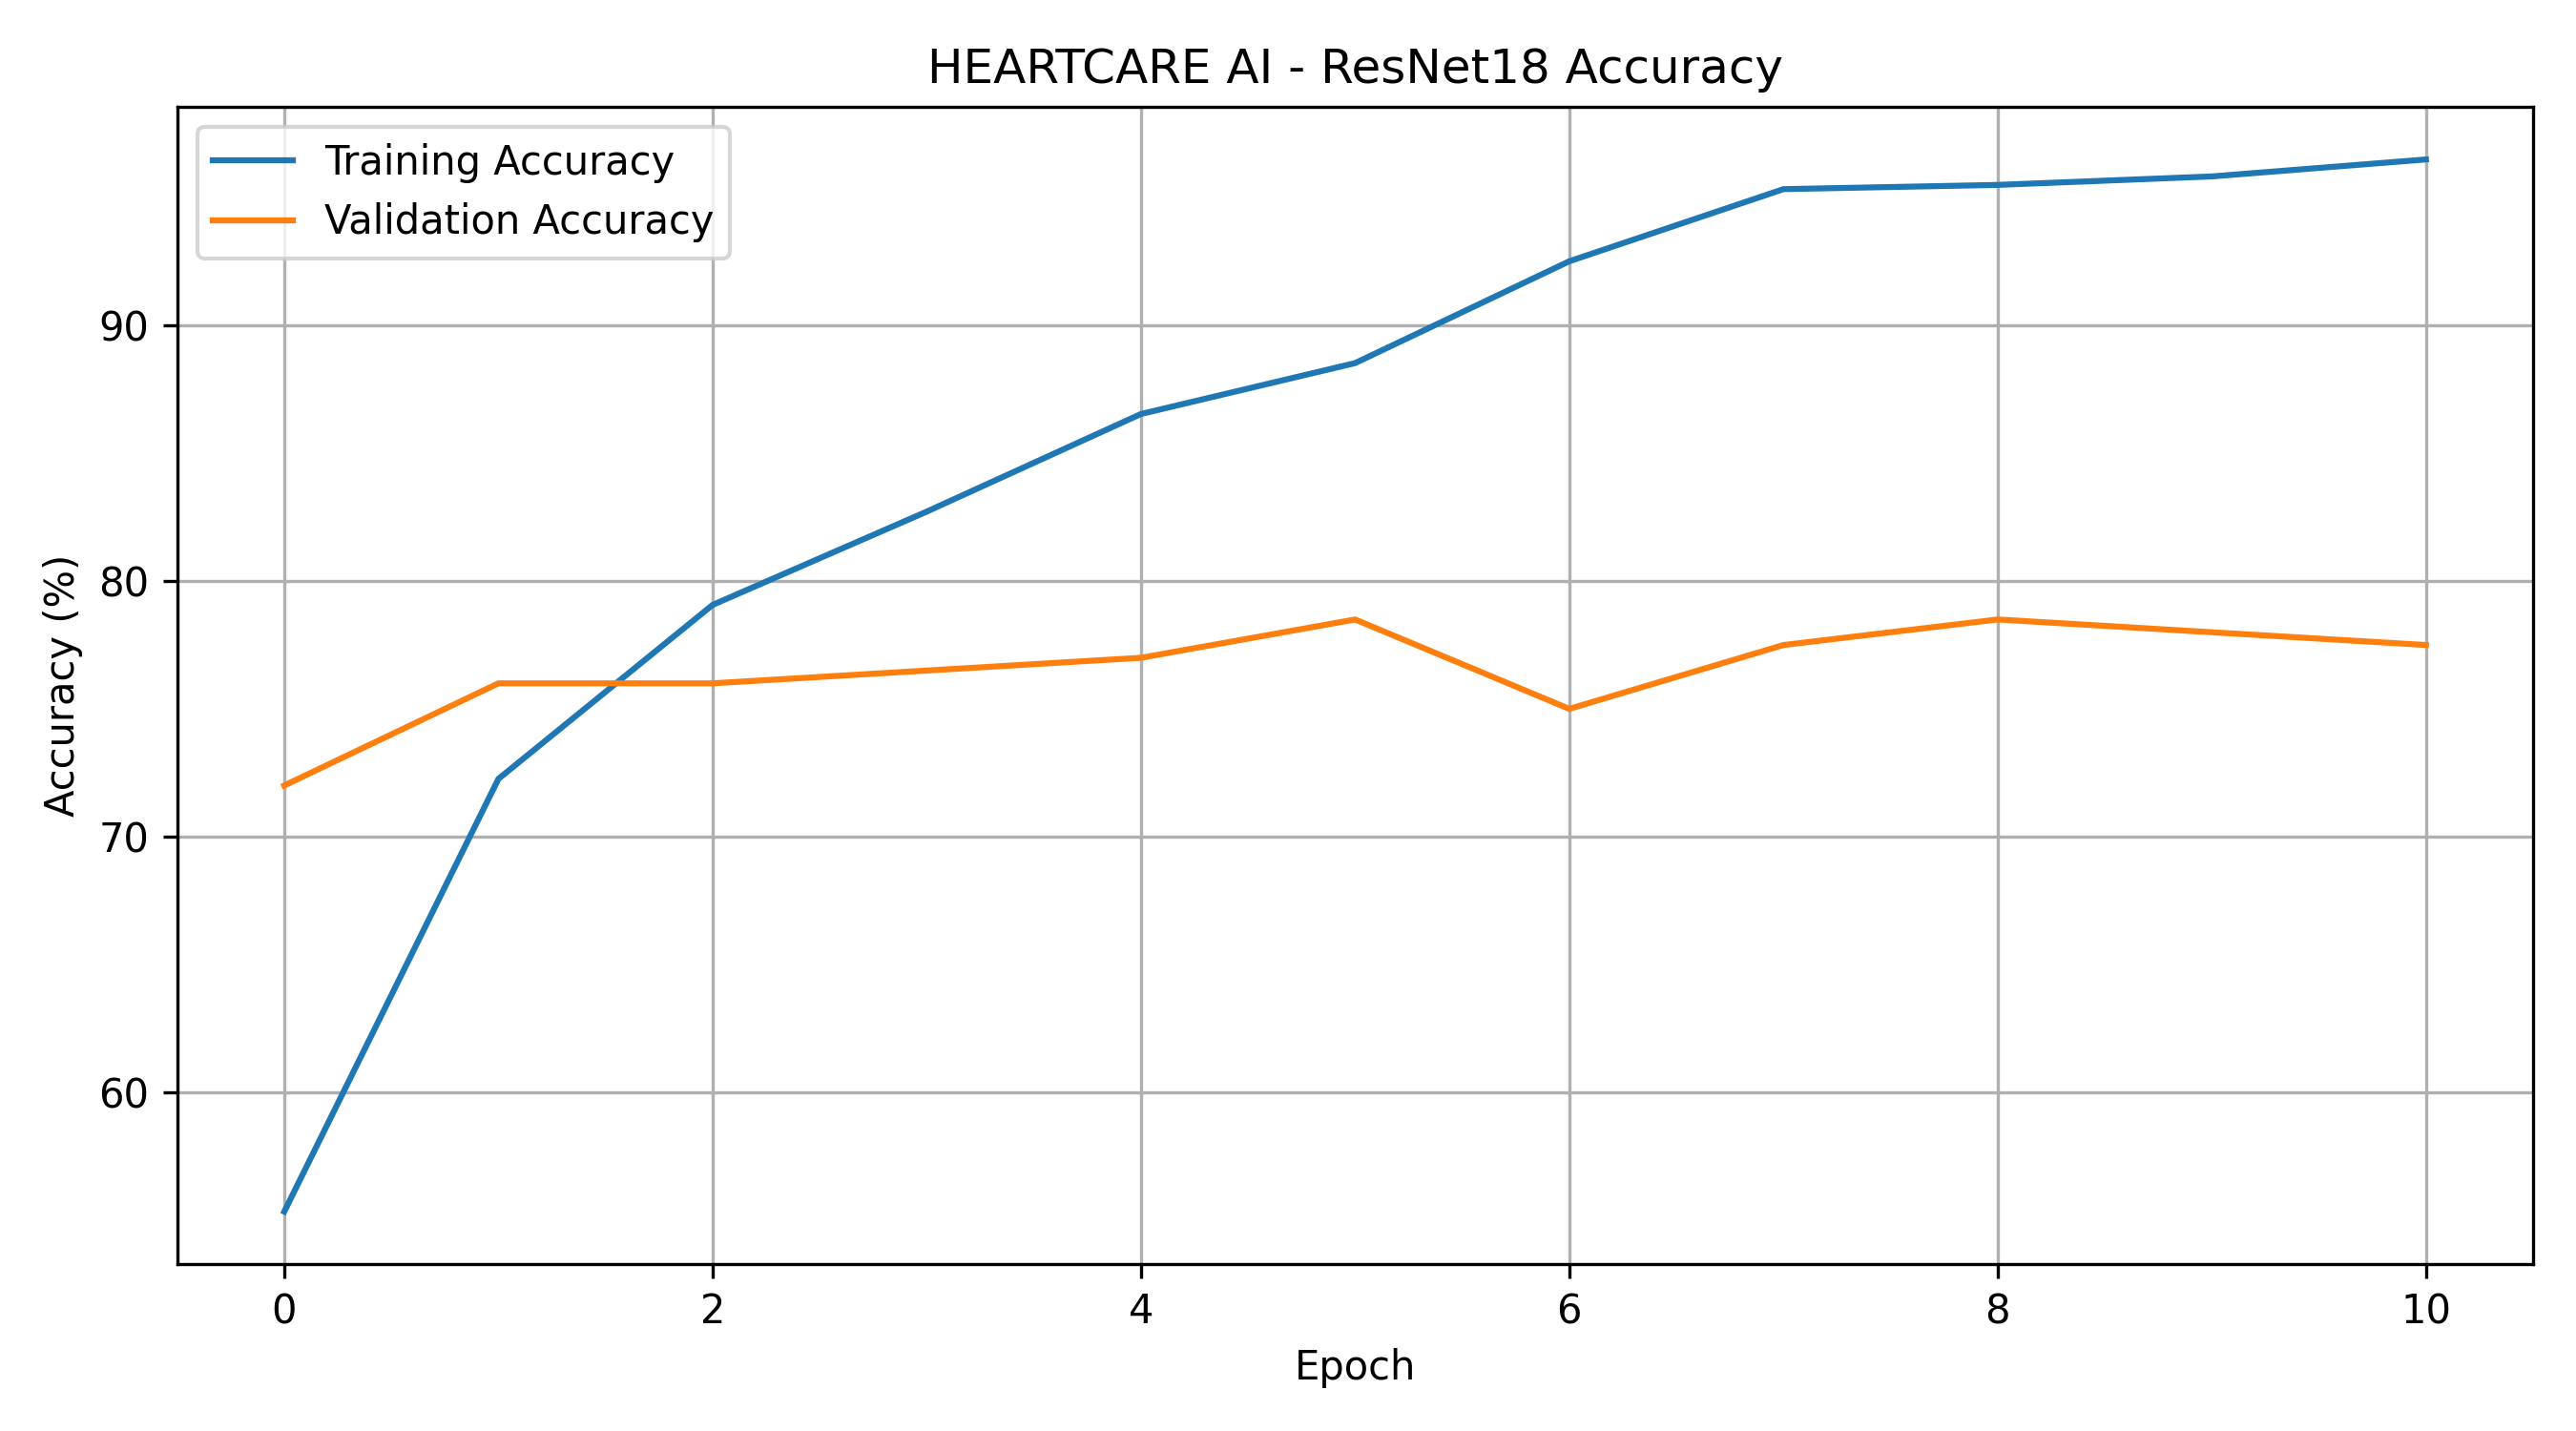 HEARTCARE AI - ResNet18 Accuracy
Training Accuracy
Validation Accuracy
Accuracy (%)
90
80
70
60
0 2 4 6 8 10
Epoch